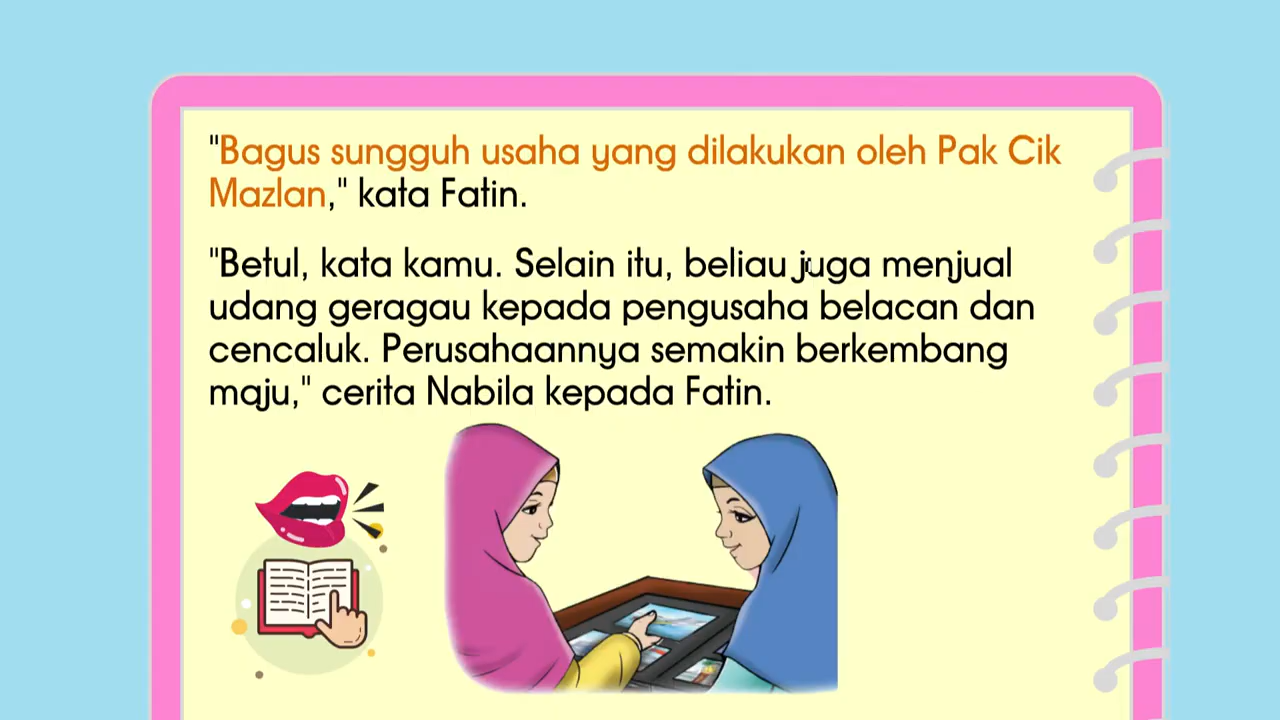 "Bagus sungguh usaha yang dilakukan oleh Pak Cik
Mazlan," kata Fatin.
"Betul, kata kamu. Selain itu, beliau juga menjual
udang geragau kepada pengusaha belacan dan
cencaluk. Perusahaannya semakin berkembang
maju," cerita Nabila kepada Fatin.